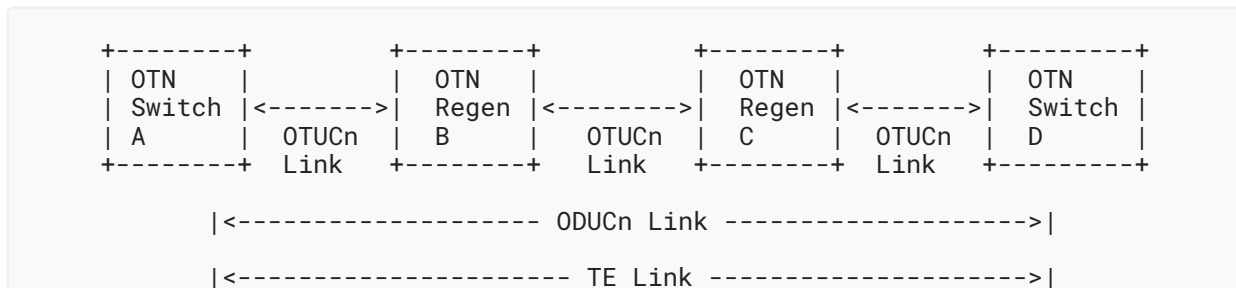 +--------+          +--------+           +--------+          +---------+
| OTN    |          |  OTN   |           |  OTN   |          |  OTN    |
| Switch |<------->|  Regen |<-------->|  Regen |<------->|  Switch |
| A      |  OTUCn  |  B     |   OTUCn  |  C     |  OTUCn  |  D      |
+--------+  Link   +--------+   Link   +--------+  Link   +---------+
|<-------------------- ODUCn Link -------------------->|
|<---------------------- TE Link ---------------------->|